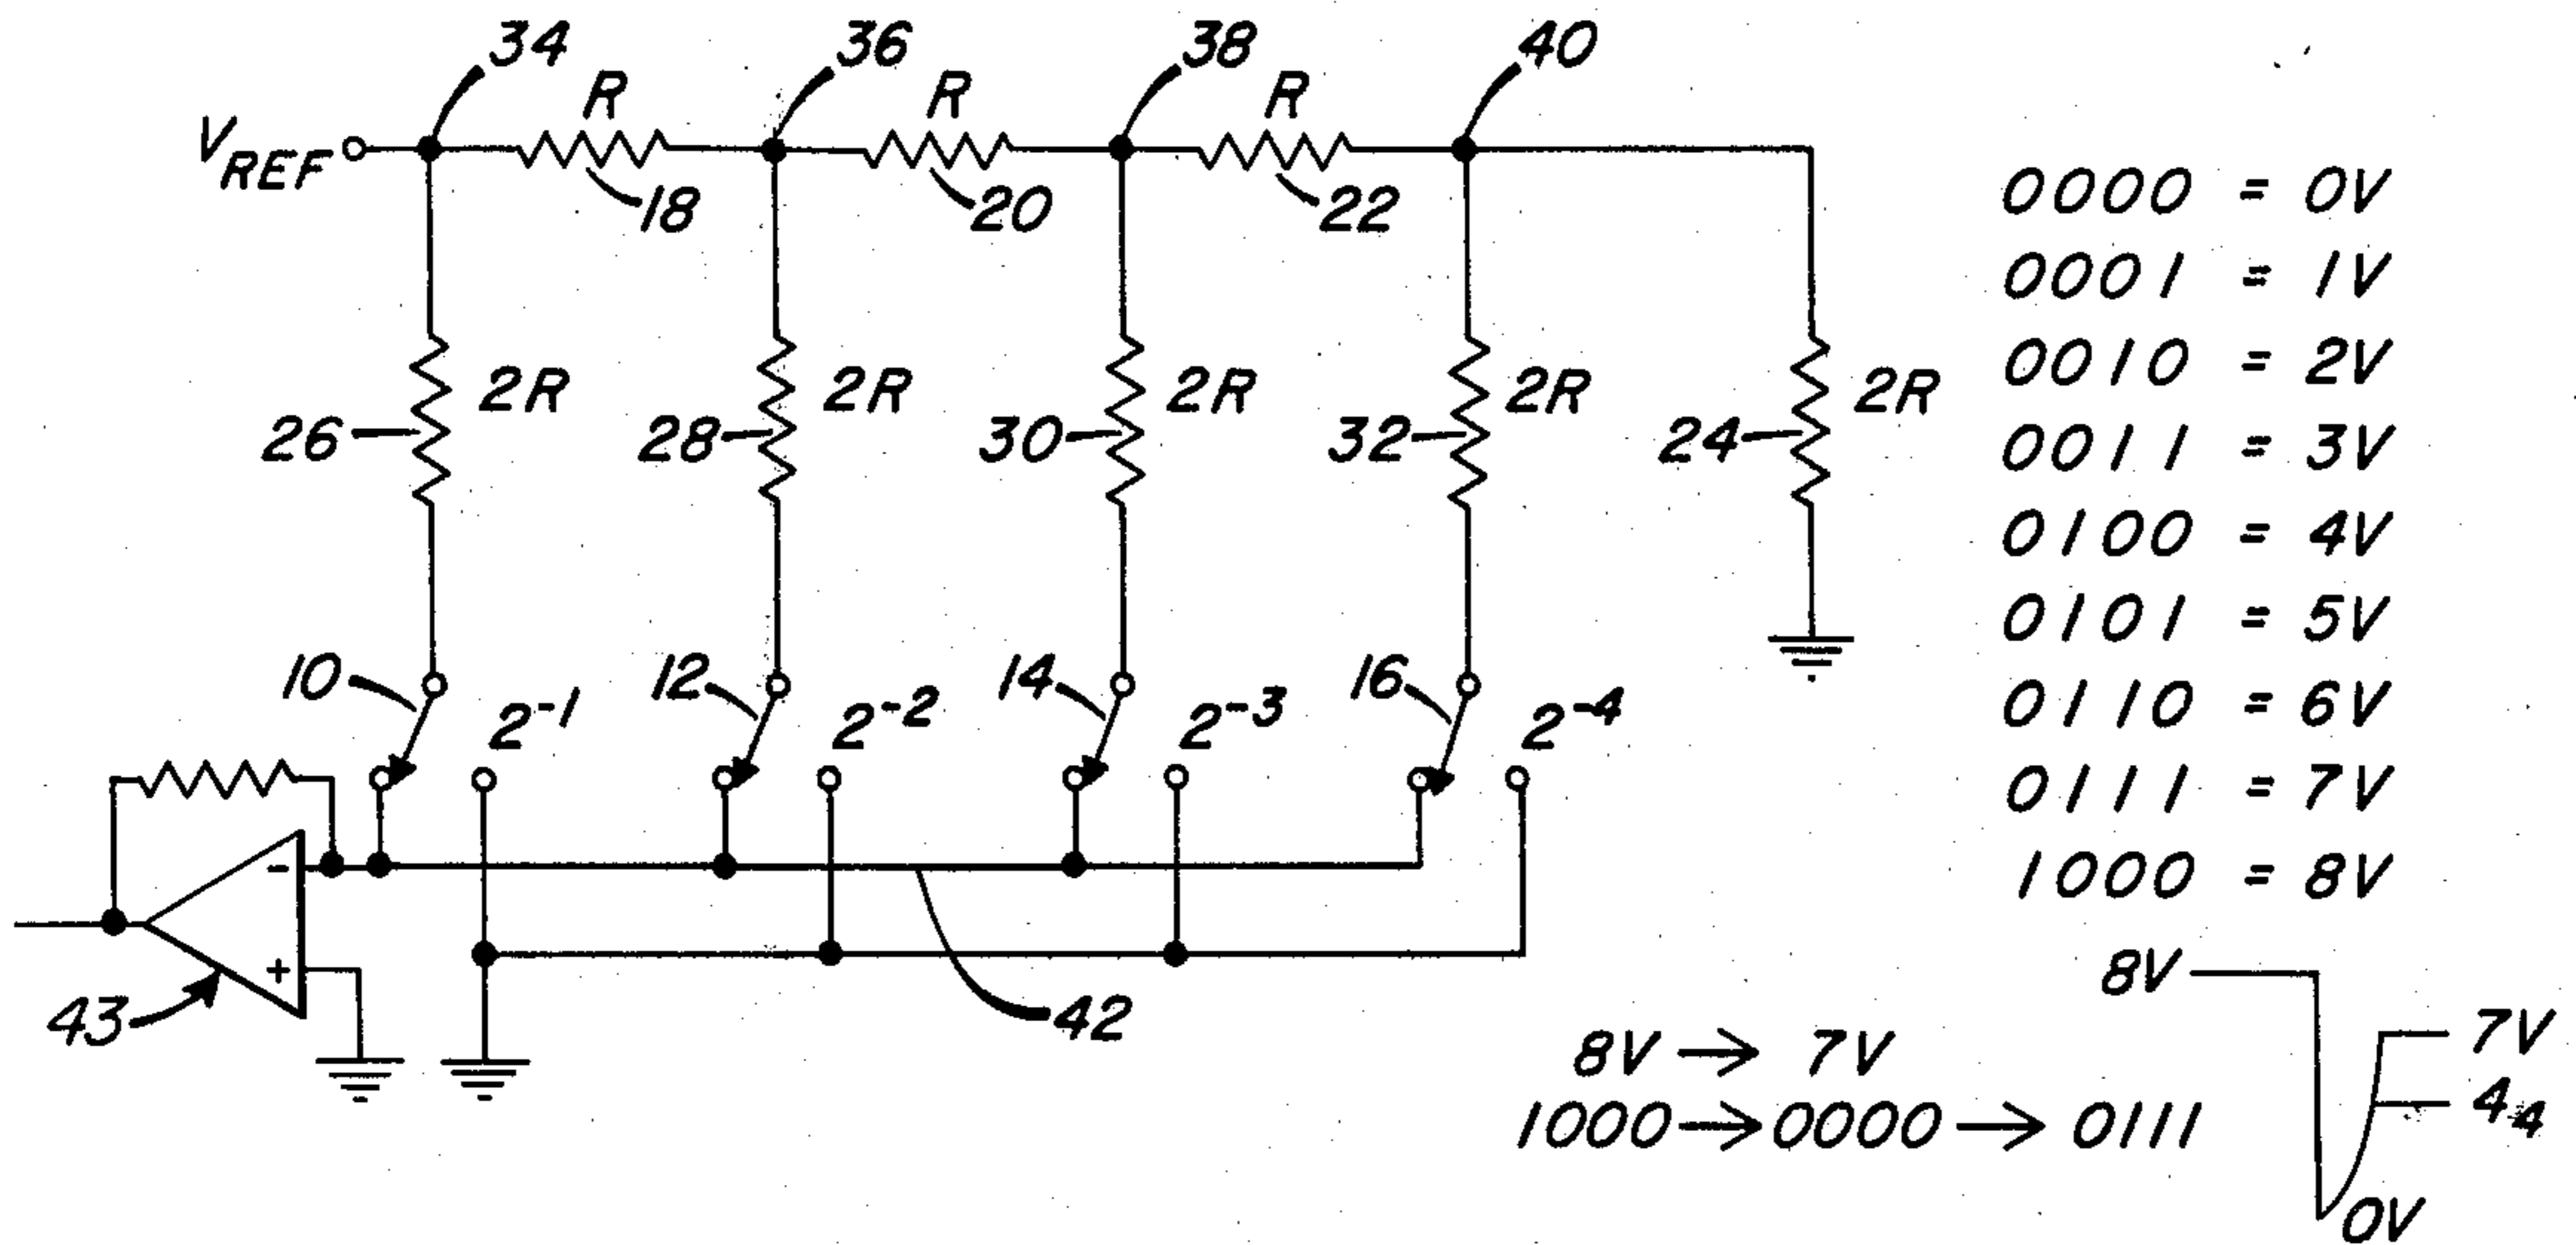 34 36 38 40
R R R
V REF
18 20 22
2R 2R 2R 2R 2R
26 28 30 32 24
10 12 14 16
2⁻¹ 2⁻² 2⁻³ 2⁻⁴
- 
+
43
42
0000 = 0V
0001 = 1V
0010 = 2V
0011 = 3V
0100 = 4V
0101 = 5V
0110 = 6V
0111 = 7V
1000 = 8V
8V → 7V
1000 → 0000 → 0111
8V
7V
44
0V